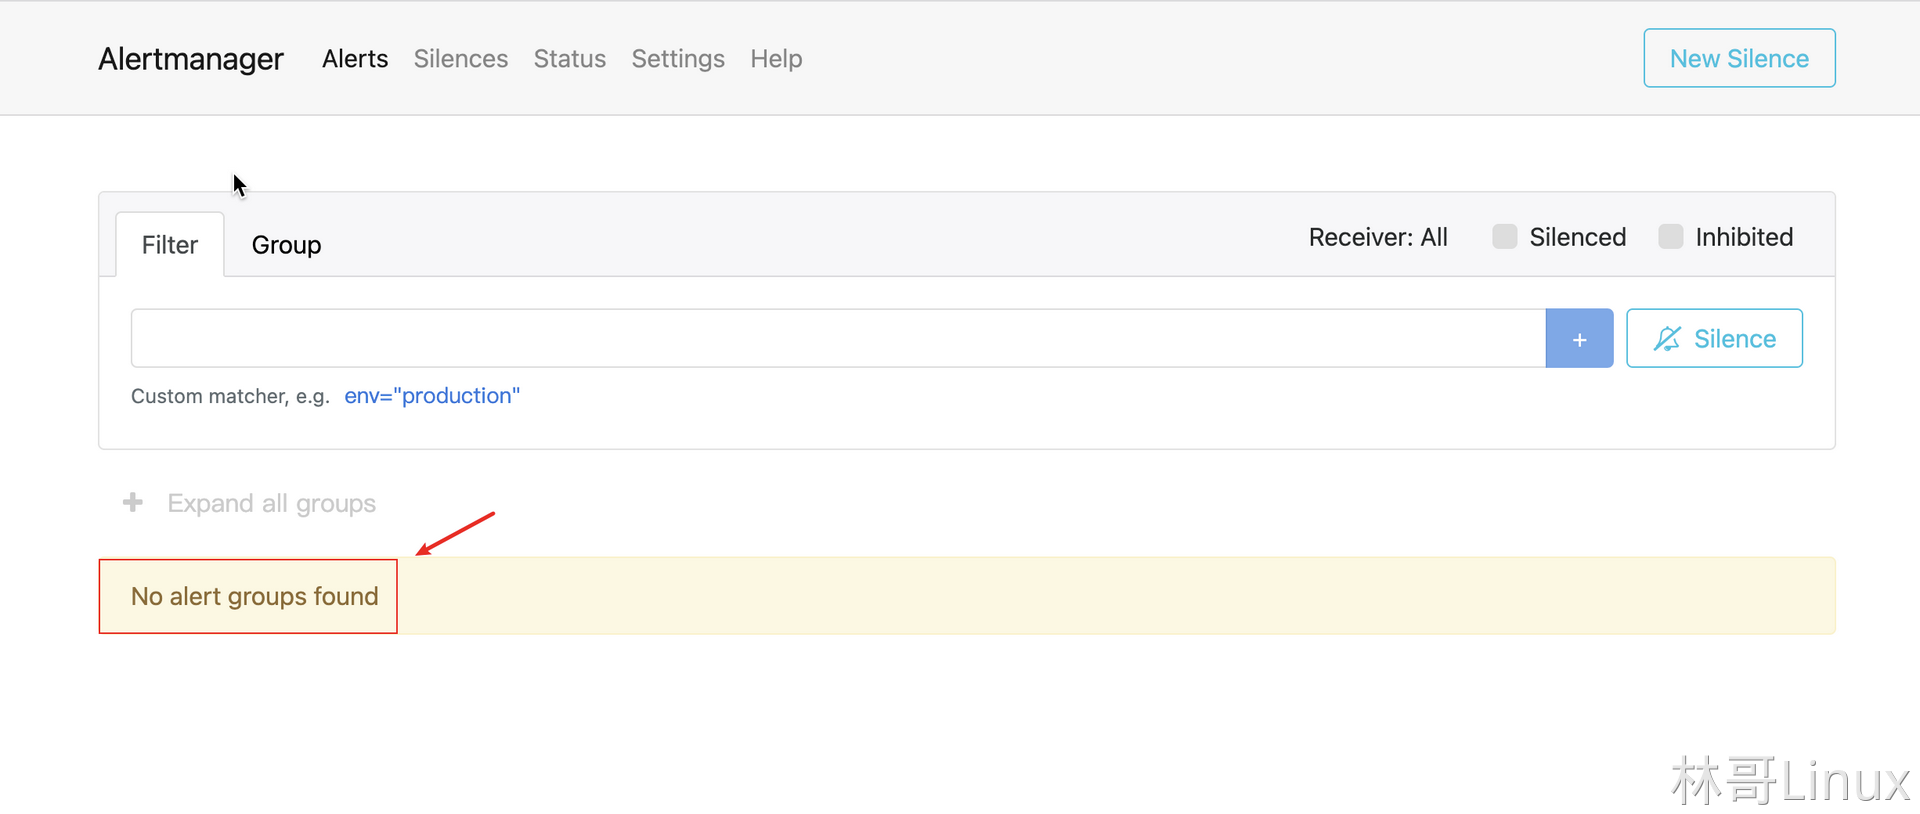 Alertmanager Alerts Silences Status Settings Help New Silence
Filter Group Receiver: All Silenced Inhibited
+ Silence
Custom matcher, e.g. env="production"
+ Expand all groups
No alert groups found
林哥Linux